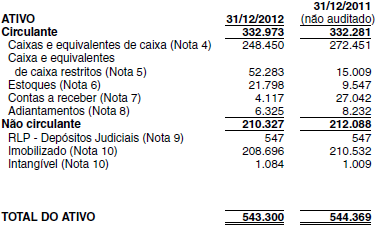 31/12/2011
ATIVO 31/12/2012 (não auditado)
Circulante 332.973 332.281
Caixas e equivalentes de caixa (Nota 4) 248.450 272.451
Caixa e equivalentes
de caixa restritos (Nota 5) 52.283 15.009
Estoques (Nota 6) 21.798 9.547
Contas a receber (Nota 7) 4.117 27.042
Adiantamentos (Nota 8) 6.325 8.232
Não circulante 210.327 212.088
RLP - Depósitos Judiciais (Nota 9) 547 547
Imobilizado (Nota 10) 208.696 210.532
Intangível (Nota 10) 1.084 1.009
TOTAL DO ATIVO 543.300 544.369